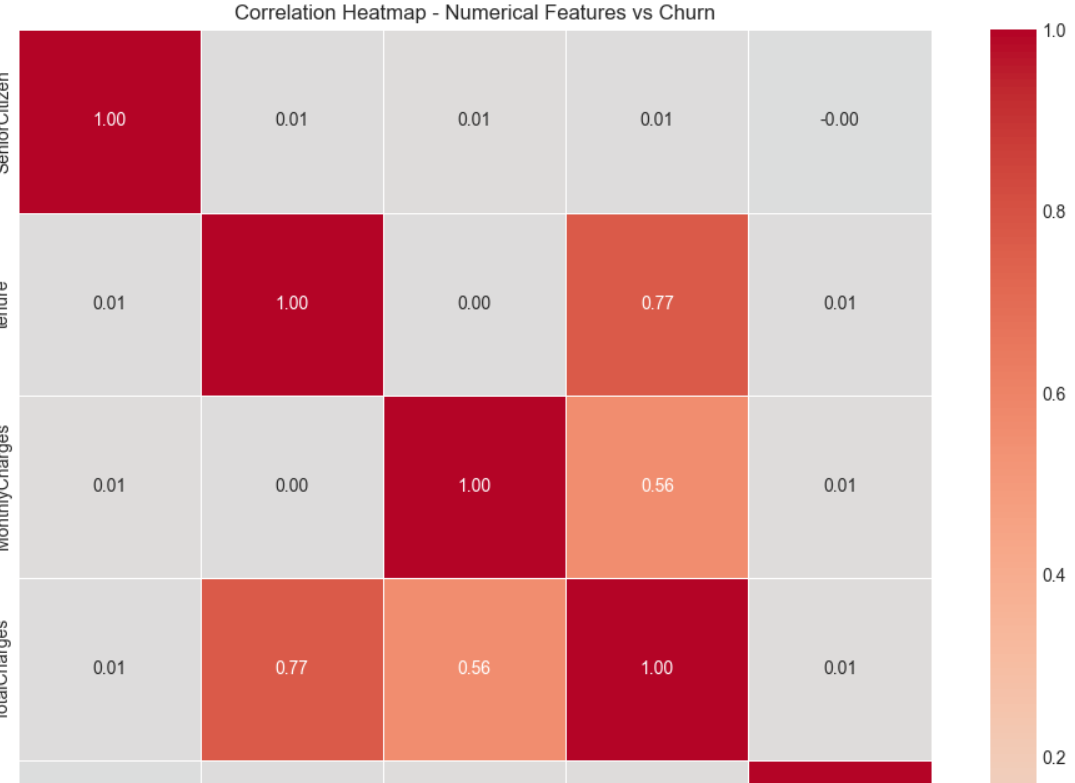 Correlation Heatmap - Numerical Features vs Churn
SeniorCitizen
1.00 0.01 0.01 0.01 -0.00
tenure
0.01 1.00 0.00 0.77 0.01
MonthlyCharges
0.01 0.00 1.00 0.56 0.01
TotalCharges
0.01 0.77 0.56 1.00 0.01
1.0
0.8
0.6
0.4
0.2